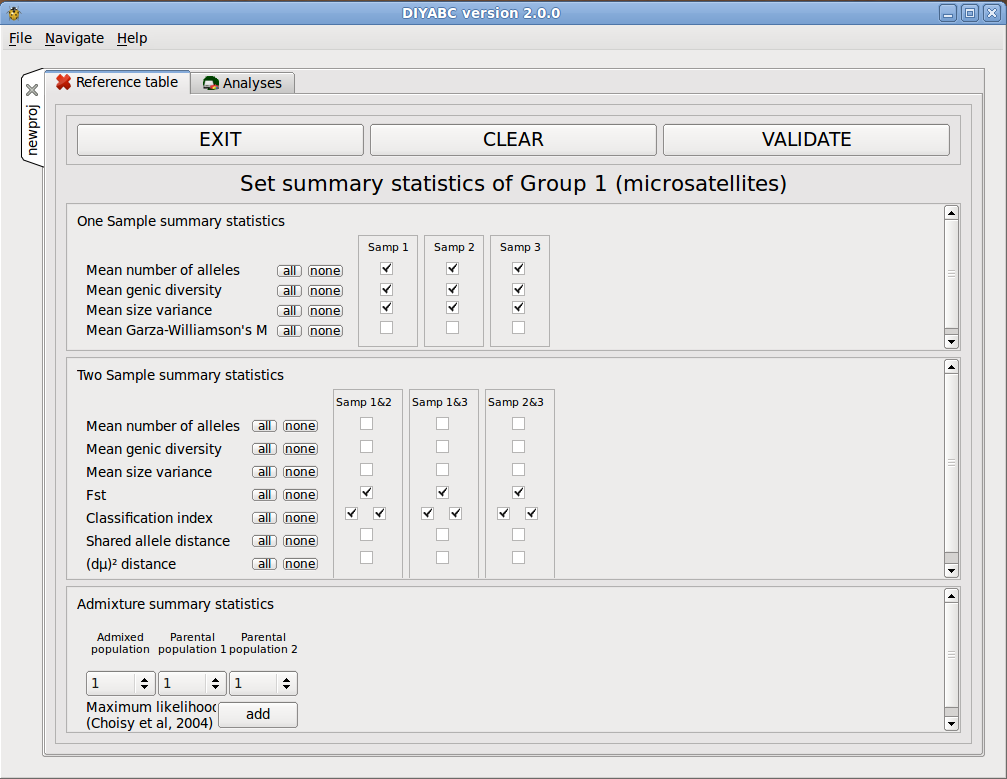 DIYABC version 2.0.0
File Navigate Help
newproj
Reference table Analyses
EXIT CLEAR VALIDATE
Set summary statistics of Group 1 (microsatellites)
One Sample summary statistics
Samp 1 Samp 2 Samp 3
Mean number of alleles all none
Mean genic diversity all none
Mean size variance all none
Mean Garza-Williamson's M all none
Two Sample summary statistics
Samp 1&2 Samp 1&3 Samp 2&3
Mean number of alleles all none
Mean genic diversity all none
Mean size variance all none
Fst all none
Classification index all none
Shared allele distance all none
(dµ)² distance all none
Admixture summary statistics
Admixed Parental Parental
population population 1 population 2
1 1 1
Maximum likelihood
(Choisy et al, 2004) add